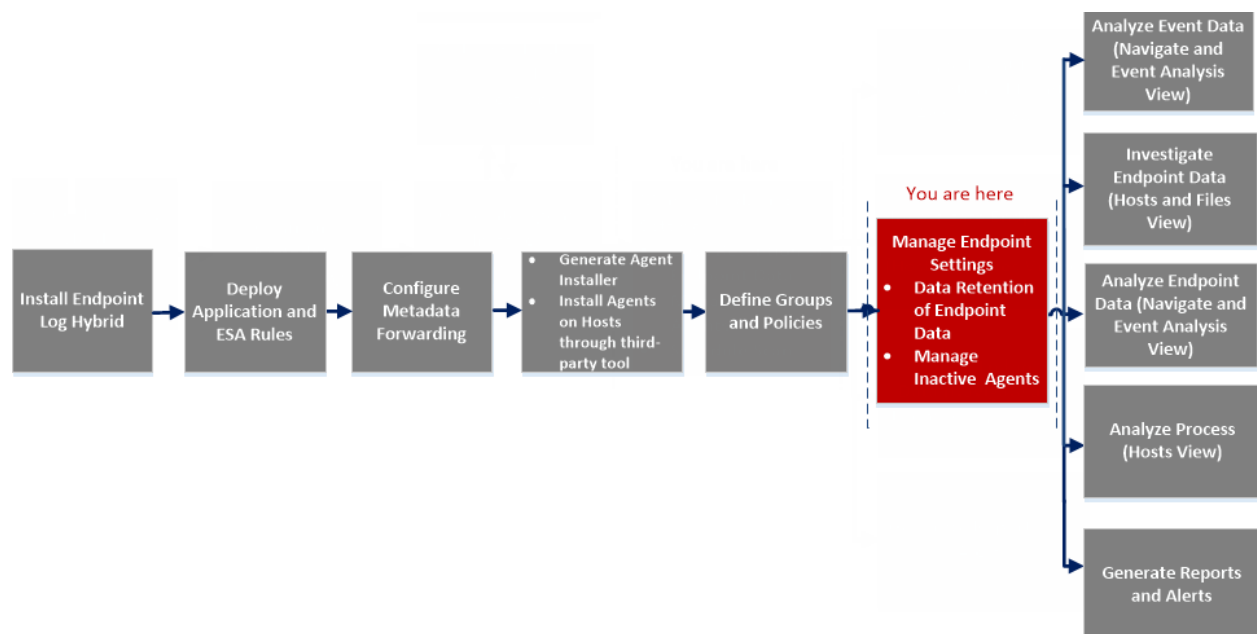 Install Endpoint
Log Hybrid
Deploy
Application and
ESA Rules
Configure
Metadata
Forwarding
• Generate Agent
Installer
• Install Agents
on Hosts
through third-
party tool
Define Groups
and Policies
You are here
Manage Endpoint
Settings
• Data Retention
of Endpoint
Data
• Manage
Inactive Agents
Analyze Event Data
(Navigate and
Event Analysis
View)
Investigate
Endpoint Data
(Hosts and Files
View)
Analyze Endpoint
Data (Navigate and
Event Analysis
View)
Analyze Process
(Hosts View)
Generate Reports
and Alerts